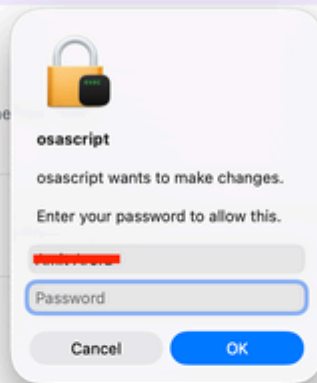 osascript
osascript wants to make changes.
Enter your password to allow this.
Password
Cancel
OK